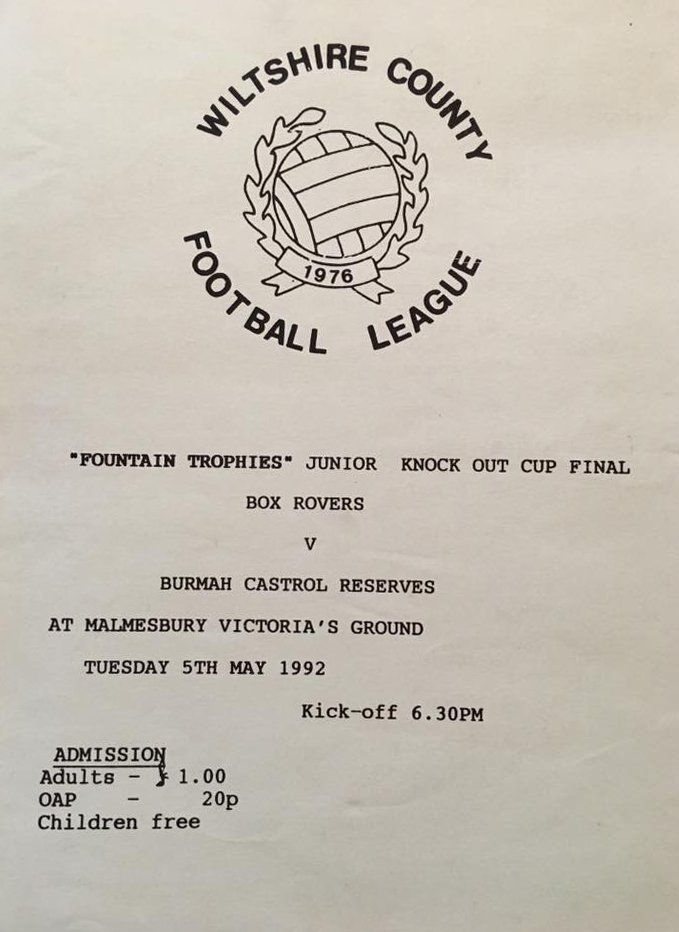 WILTSHIRE COUNTY
1976
FOOTBALL LEAGUE
"FOUNTAIN TROPHIES" JUNIOR KNOCK OUT CUP FINAL
BOX ROVERS
V
BURMAH CASTROL RESERVES
AT MALMESBURY VICTORIA'S GROUND
TUESDAY 5TH MAY 1992
Kick-off 6.30PM
ADMISSION
Adults - £ 1.00
OAP - 20p
Children free